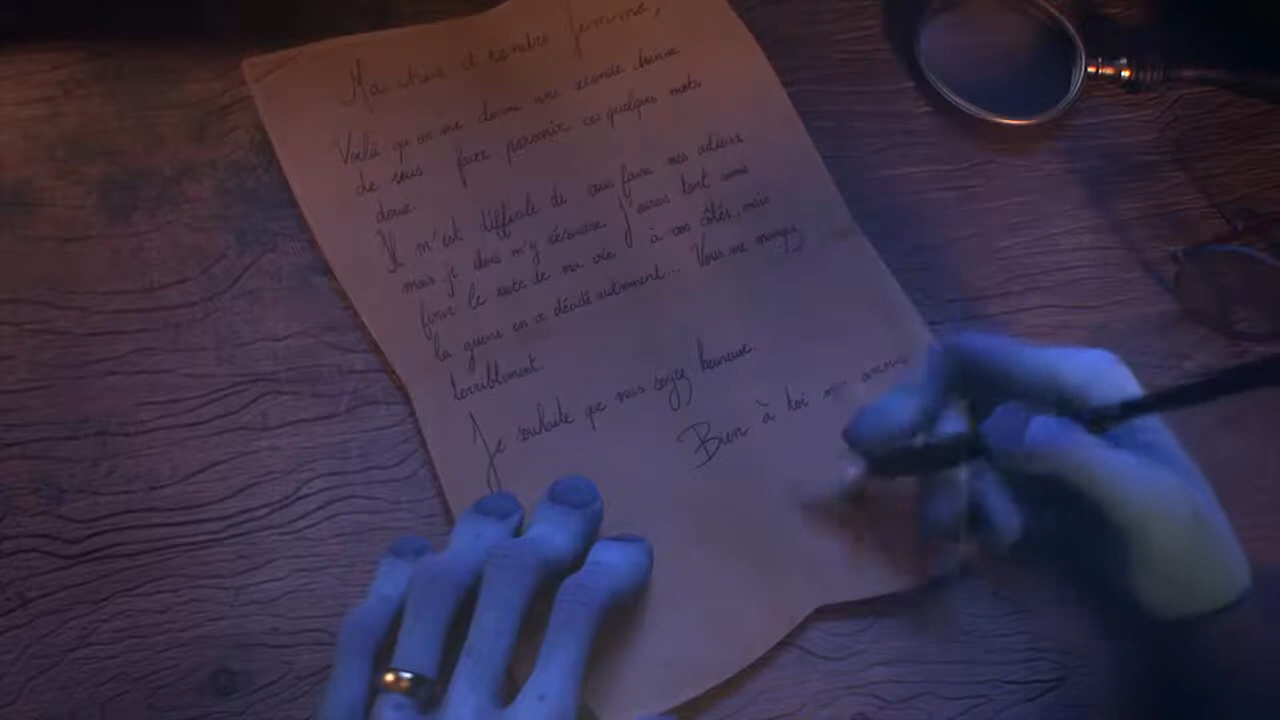 Ma chère et tendre femme,
Voilà qu'on me donne une seconde chance
de vous faire parvenir ces quelques mots
doux.
Il m'est difficile de vous faire mes adieux
mais je dois m'y résoudre. J'aurais tant aimé
finir le reste de ma vie à vos côtés, mais
la guerre en a décidé autrement... Vous me manquez
terriblement.
Je souhaite que vous soyez heureuse.
Bien à toi mon amour